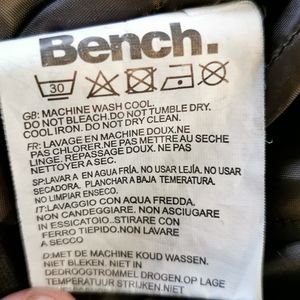 Bench.
30
GB: MACHINE WASH COOL.
DO NOT BLEACH.DO NOT TUMBLE DRY.
COOL IRON. DO NOT DRY CLEAN.
FR: LAVAGE EN MACHINE DOUX.NE
PAS CHLORER.NE PAS METTRE AU SECHE
LINGE. REPASSAGE DOUX.NE PAS
NETTOYER A SEC.
SP:LAVAR A EN AGUA FRÍA. NO USAR LEJÍA. NO USAR
SECADORA. PLANCHAR A BAJA TEMERATURA.
NO LIMPIAR ENSECO.
IT:LAVAGGIO CON AQUA FREDDA.
NON CANDEGGIARE. NON ASCIUGARE
IN ESSICATOIO.STIRARE CON
FERRO TIEPIDO.NON LAVARE
A SECCO
D:MET DE MACHINE KOUD WASSEN.
NIET BLEKEN. NIET IN
DEDROOGTROMMEL DROGEN.OP LAGE
TEMPERATUUR STRIJKEN.NIET